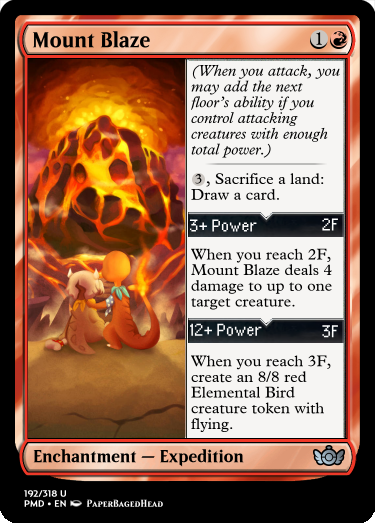 Mount Blaze 1
(When you attack, you
may add the next
floor's ability if you
control attacking
creatures with enough
total power.)
3, Sacrifice a land:
Draw a card.
3+ Power 2F
When you reach 2F,
Mount Blaze deals 4
damage to up to one
target creature.
12+ Power 3F
When you reach 3F,
create an 8/8 red
Elemental Bird
creature token with
flying.
Enchantment — Expedition
192/318 U
PMD • EN PaperBagedHead